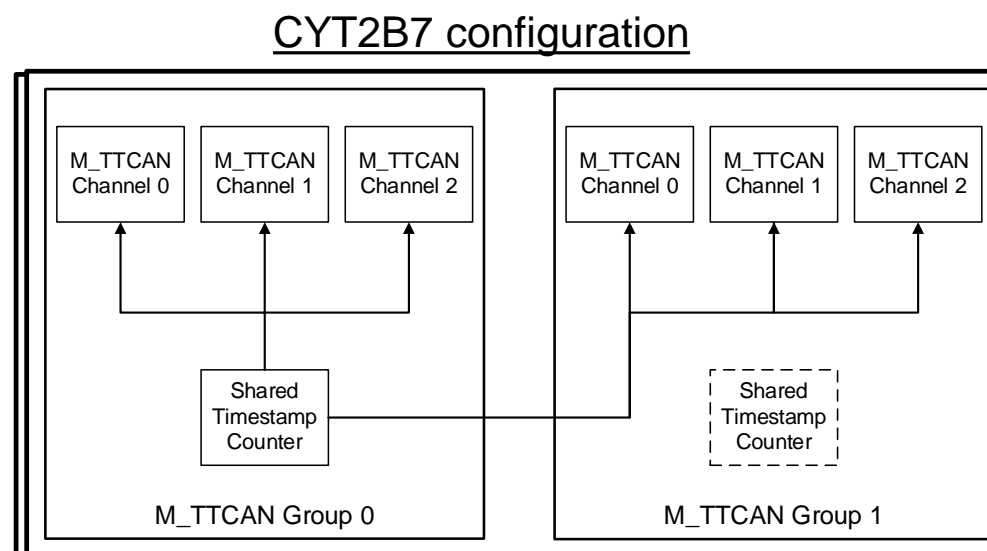 CYT2B7 configuration
M_TTCAN
Channel 0
M_TTCAN
Channel 1
M_TTCAN
Channel 2
M_TTCAN
Channel 0
M_TTCAN
Channel 1
M_TTCAN
Channel 2
Shared
Timestamp
Counter
Shared
Timestamp
Counter
M_TTCAN Group 0
M_TTCAN Group 1